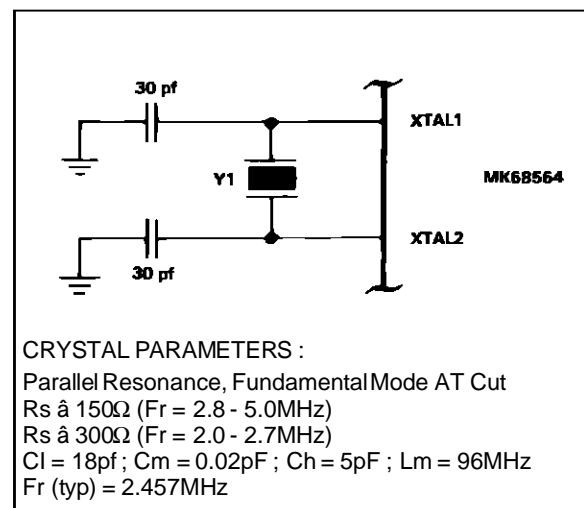 30 pf
XTAL1
Y1
MK68564
XTAL2
30 pf
CRYSTAL PARAMETERS :
Parallel Resonance, Fundamental Mode AT Cut
Rs â 150Ω (Fr = 2.8 - 5.0MHz)
Rs â 300Ω (Fr = 2.0 - 2.7MHz)
Cl = 18pf ; Cm = 0.02pF ; Ch = 5pF ; Lm = 96MHz
Fr (typ) = 2.457MHz